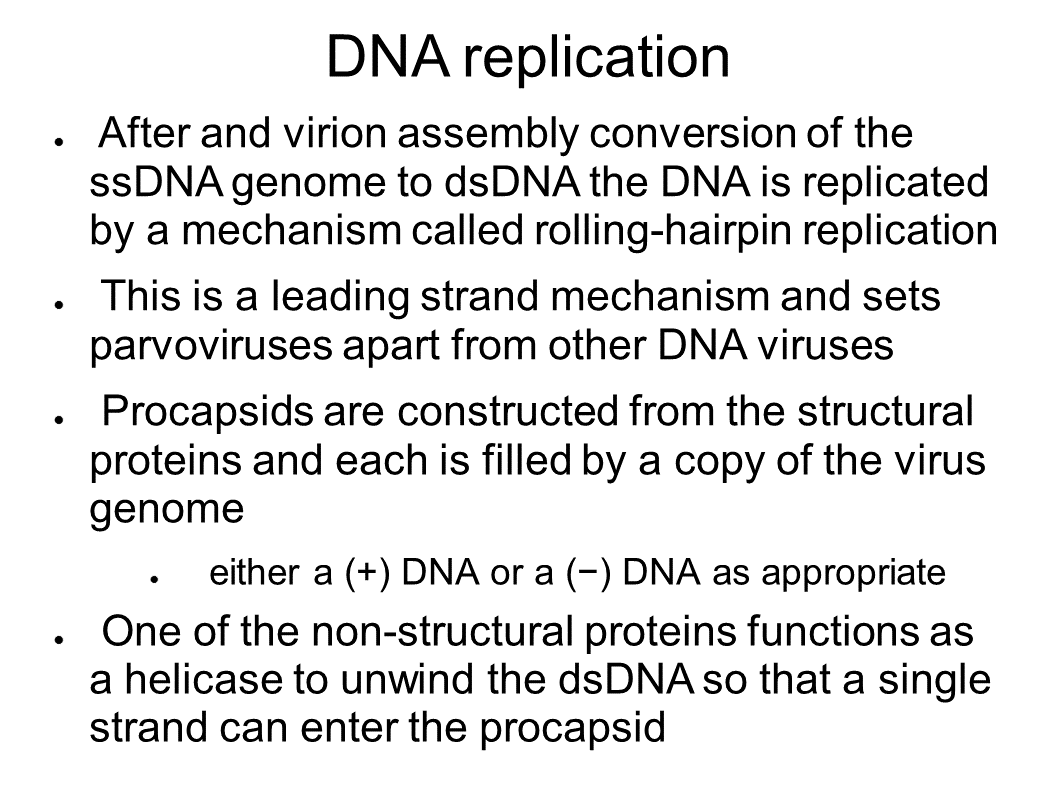 DNA replication
● After and virion assembly conversion of the
ssDNA genome to dsDNA the DNA is replicated
by a mechanism called rolling-hairpin replication
● This is a leading strand mechanism and sets
parvoviruses apart from other DNA viruses
● Procapsids are constructed from the structural
proteins and each is filled by a copy of the virus
genome
● either a (+) DNA or a (−) DNA as appropriate
● One of the non-structural proteins functions as
a helicase to unwind the dsDNA so that a single
strand can enter the procapsid